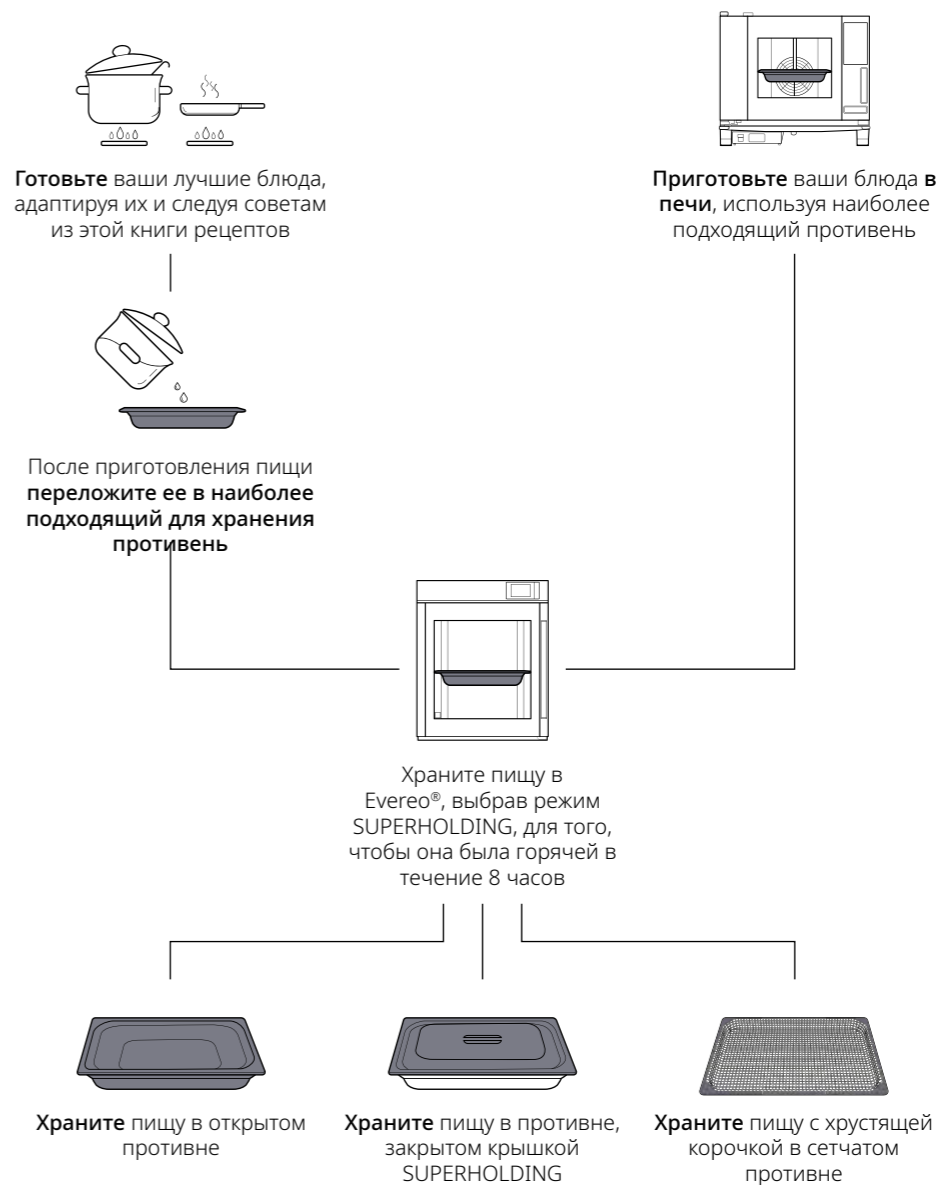 Готовьте ваши лучшие блюда,
адаптируя их и следуя советам
из этой книги рецептов
Приготовьте ваши блюда в
печи, используя наиболее
подходящий противень
После приготовления пищи
переложите ее в наиболее
подходящий для хранения
противень
Храните пищу в
Evereo®, выбрав режим
SUPERHOLDING, для того,
чтобы она была горячей в
течение 8 часов
Храните пищу в открытом
противне
Храните пищу в противне,
закрытом крышкой
SUPERHOLDING
Храните пищу с хрустящей
корочкой в сетчатом
противне